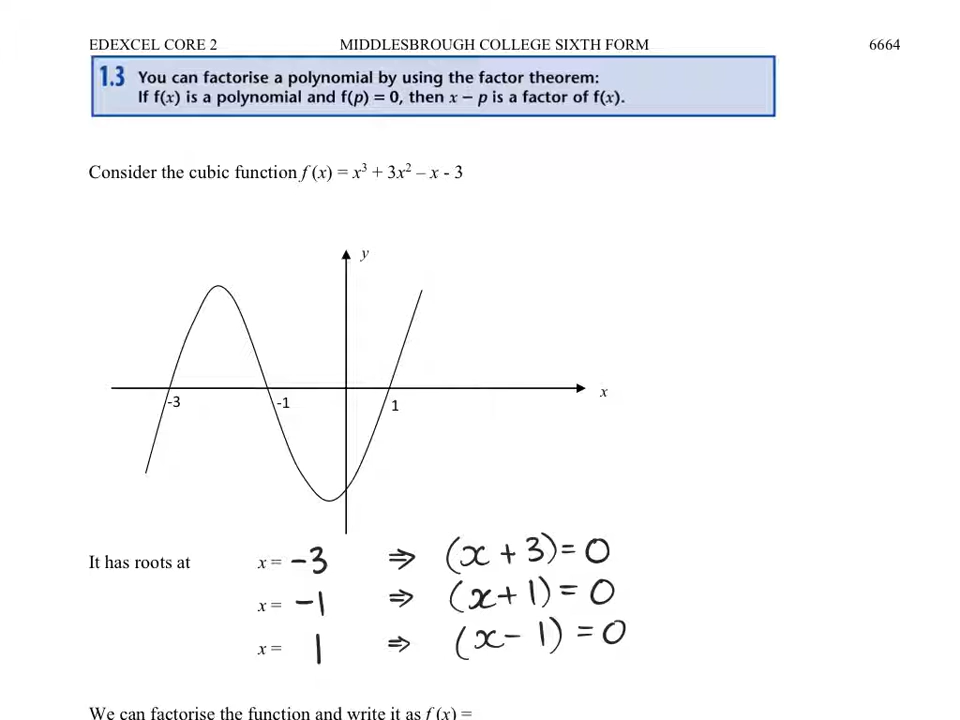 EDEXCEL CORE 2 MIDDLESBROUGH COLLEGE SIXTH FORM 6664
1.3 You can factorise a polynomial by using the factor theorem:
If f(x) is a polynomial and f(p) = 0, then x – p is a factor of f(x).
Consider the cubic function f (x) = x³ + 3x² – x - 3
y
x
-3 -1 1
It has roots at x = -3 ⇒ (x + 3) = 0
x = -1 ⇒ (x + 1) = 0
x = 1 ⇒ (x - 1) = 0
We can factorise the function and write it as f (x) =